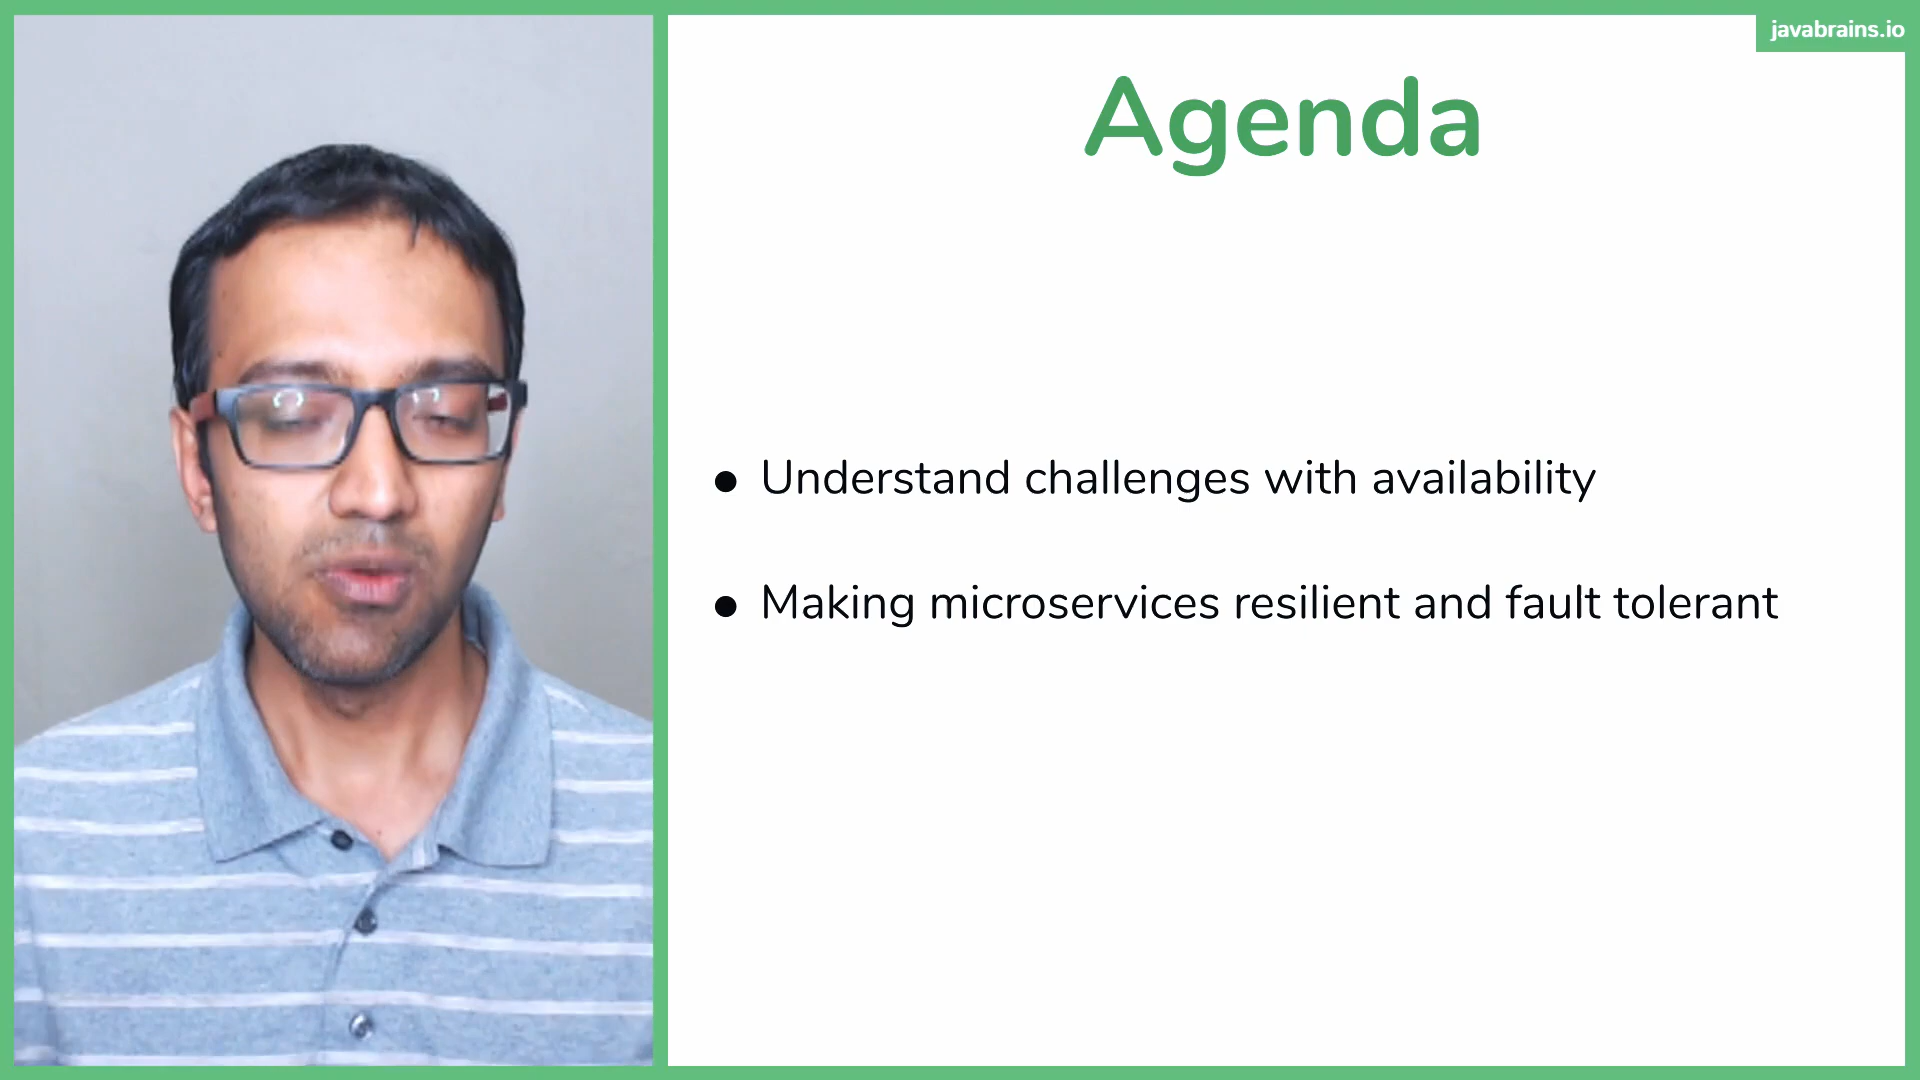 javabrains.io
Agenda
● Understand challenges with availability
● Making microservices resilient and fault tolerant